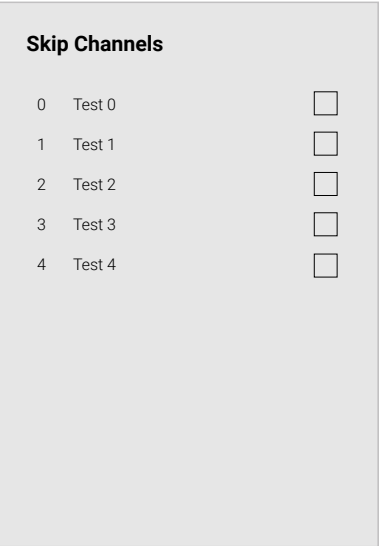 Skip Channels
0 Test 0
1 Test 1
2 Test 2
3 Test 3
4 Test 4